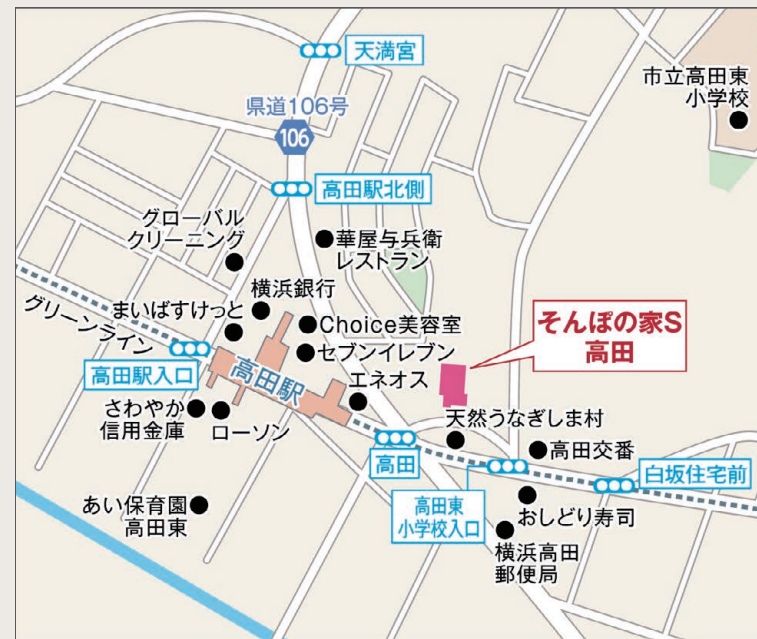 天満宮
市立高田東
小学校
県道106号
106
高田駅北側
グローバル
クリーニング
華屋与兵衛
レストラン
横浜銀行
まいばすけっと
グリーンライン
Choice美容室
セブンイレブン
そんぽの家S
高田
高田駅入口
高田駅
エネオス
さわやか
信用金庫
ローソン
天然うなぎしま村
高田
高田交番
高田東
小学校入口
白坂住宅前
あい保育園
高田東
おしどり寿司
横浜高田
郵便局